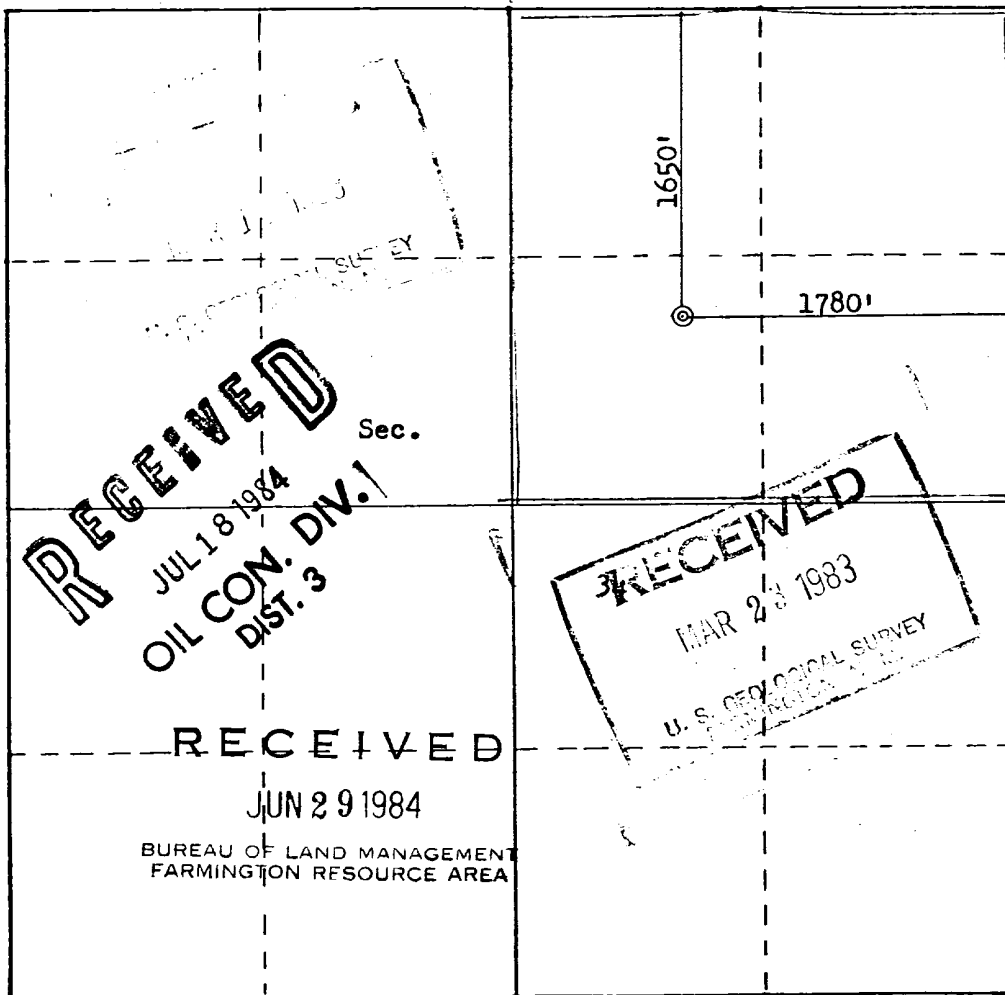 1650'
SURVEY
1780'
RECEIVED
JUL 18 1984
OIL CON. DIV.
DIST. 3
Sec.
RECEIVED
MAR 23 1983
U. S. GEOLOGICAL SURVEY
RECEIVED
JUN 29 1984
BUREAU OF LAND MANAGEMENT
FARMINGTON RESOURCE AREA